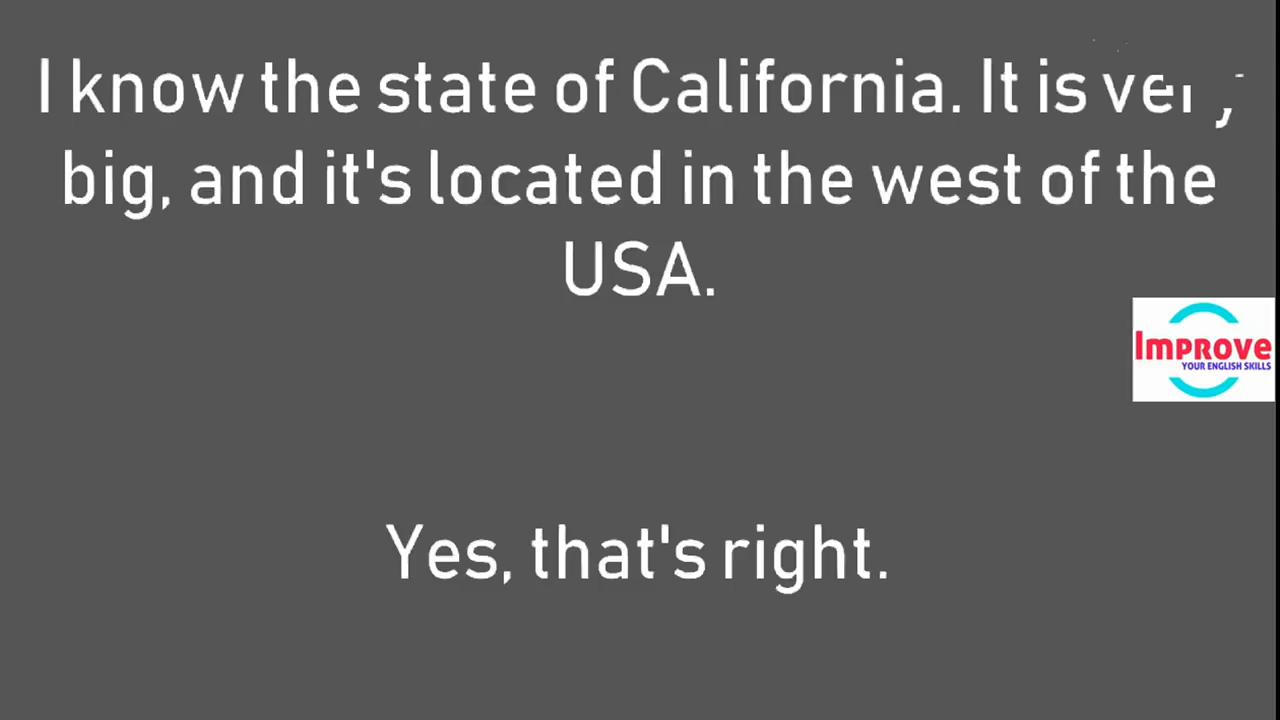 I know the state of California. It is very
big, and it's located in the west of the
USA.
Improve
YOUR ENGLISH SKILLS
Yes, that's right.